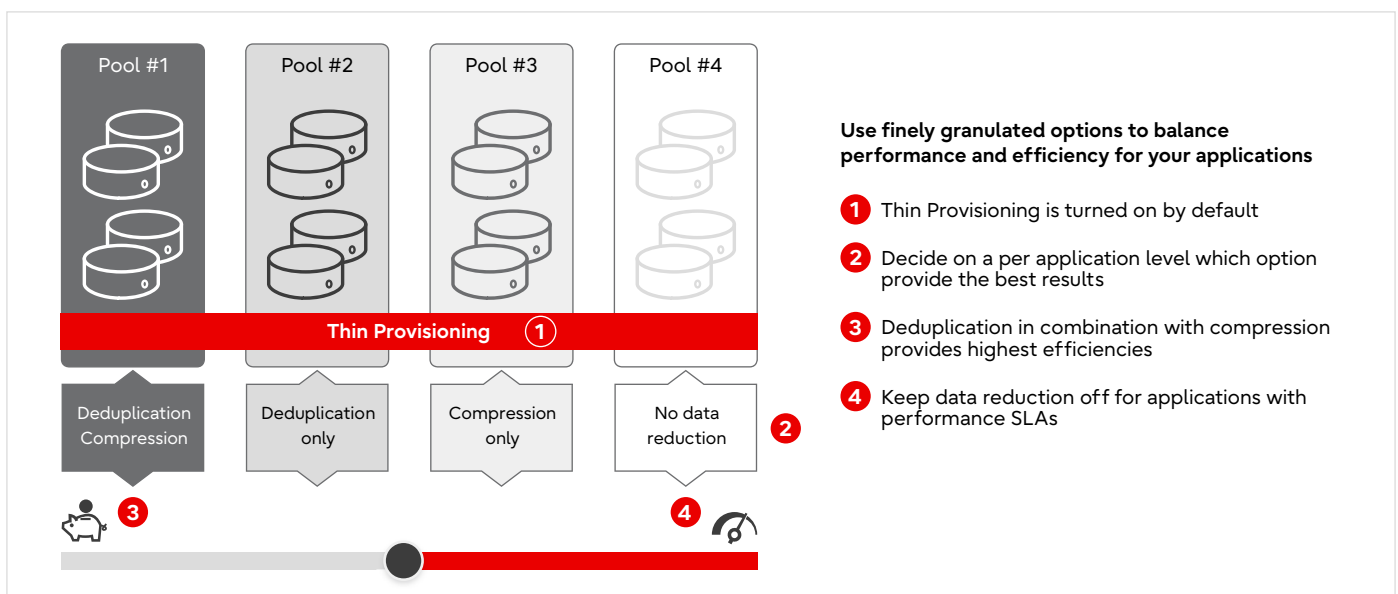 Pool #1
Pool #2
Pool #3
Pool #4
Thin Provisioning 1
Deduplication
Compression
Deduplication
only
Compression
only
No data
reduction
2
3
4
Use finely granulated options to balance
performance and efficiency for your applications
1 Thin Provisioning is turned on by default
2 Decide on a per application level which option
provide the best results
3 Deduplication in combination with compression
provides highest efficiencies
4 Keep data reduction off for applications with
performance SLAs